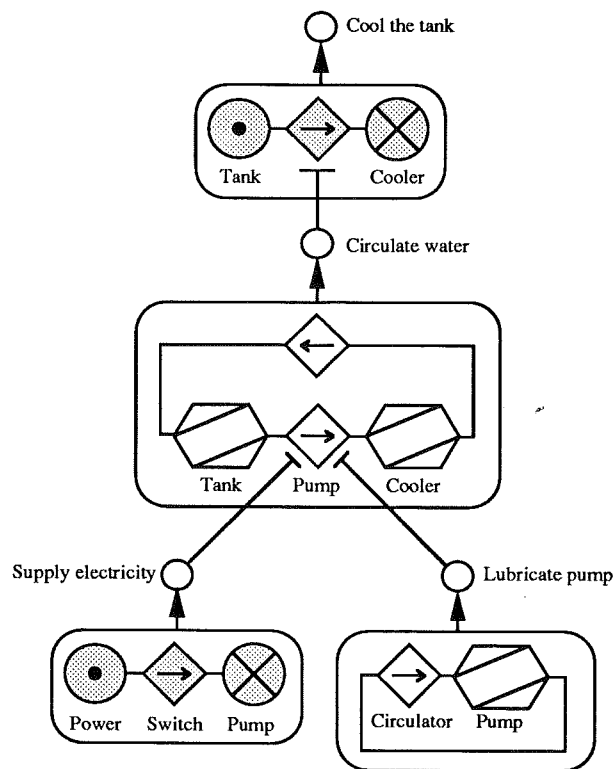 Cool the tank
Tank
Cooler
Circulate water
Tank
Pump
Cooler
Supply electricity
Lubricate pump
Power
Switch
Pump
Circulator
Pump